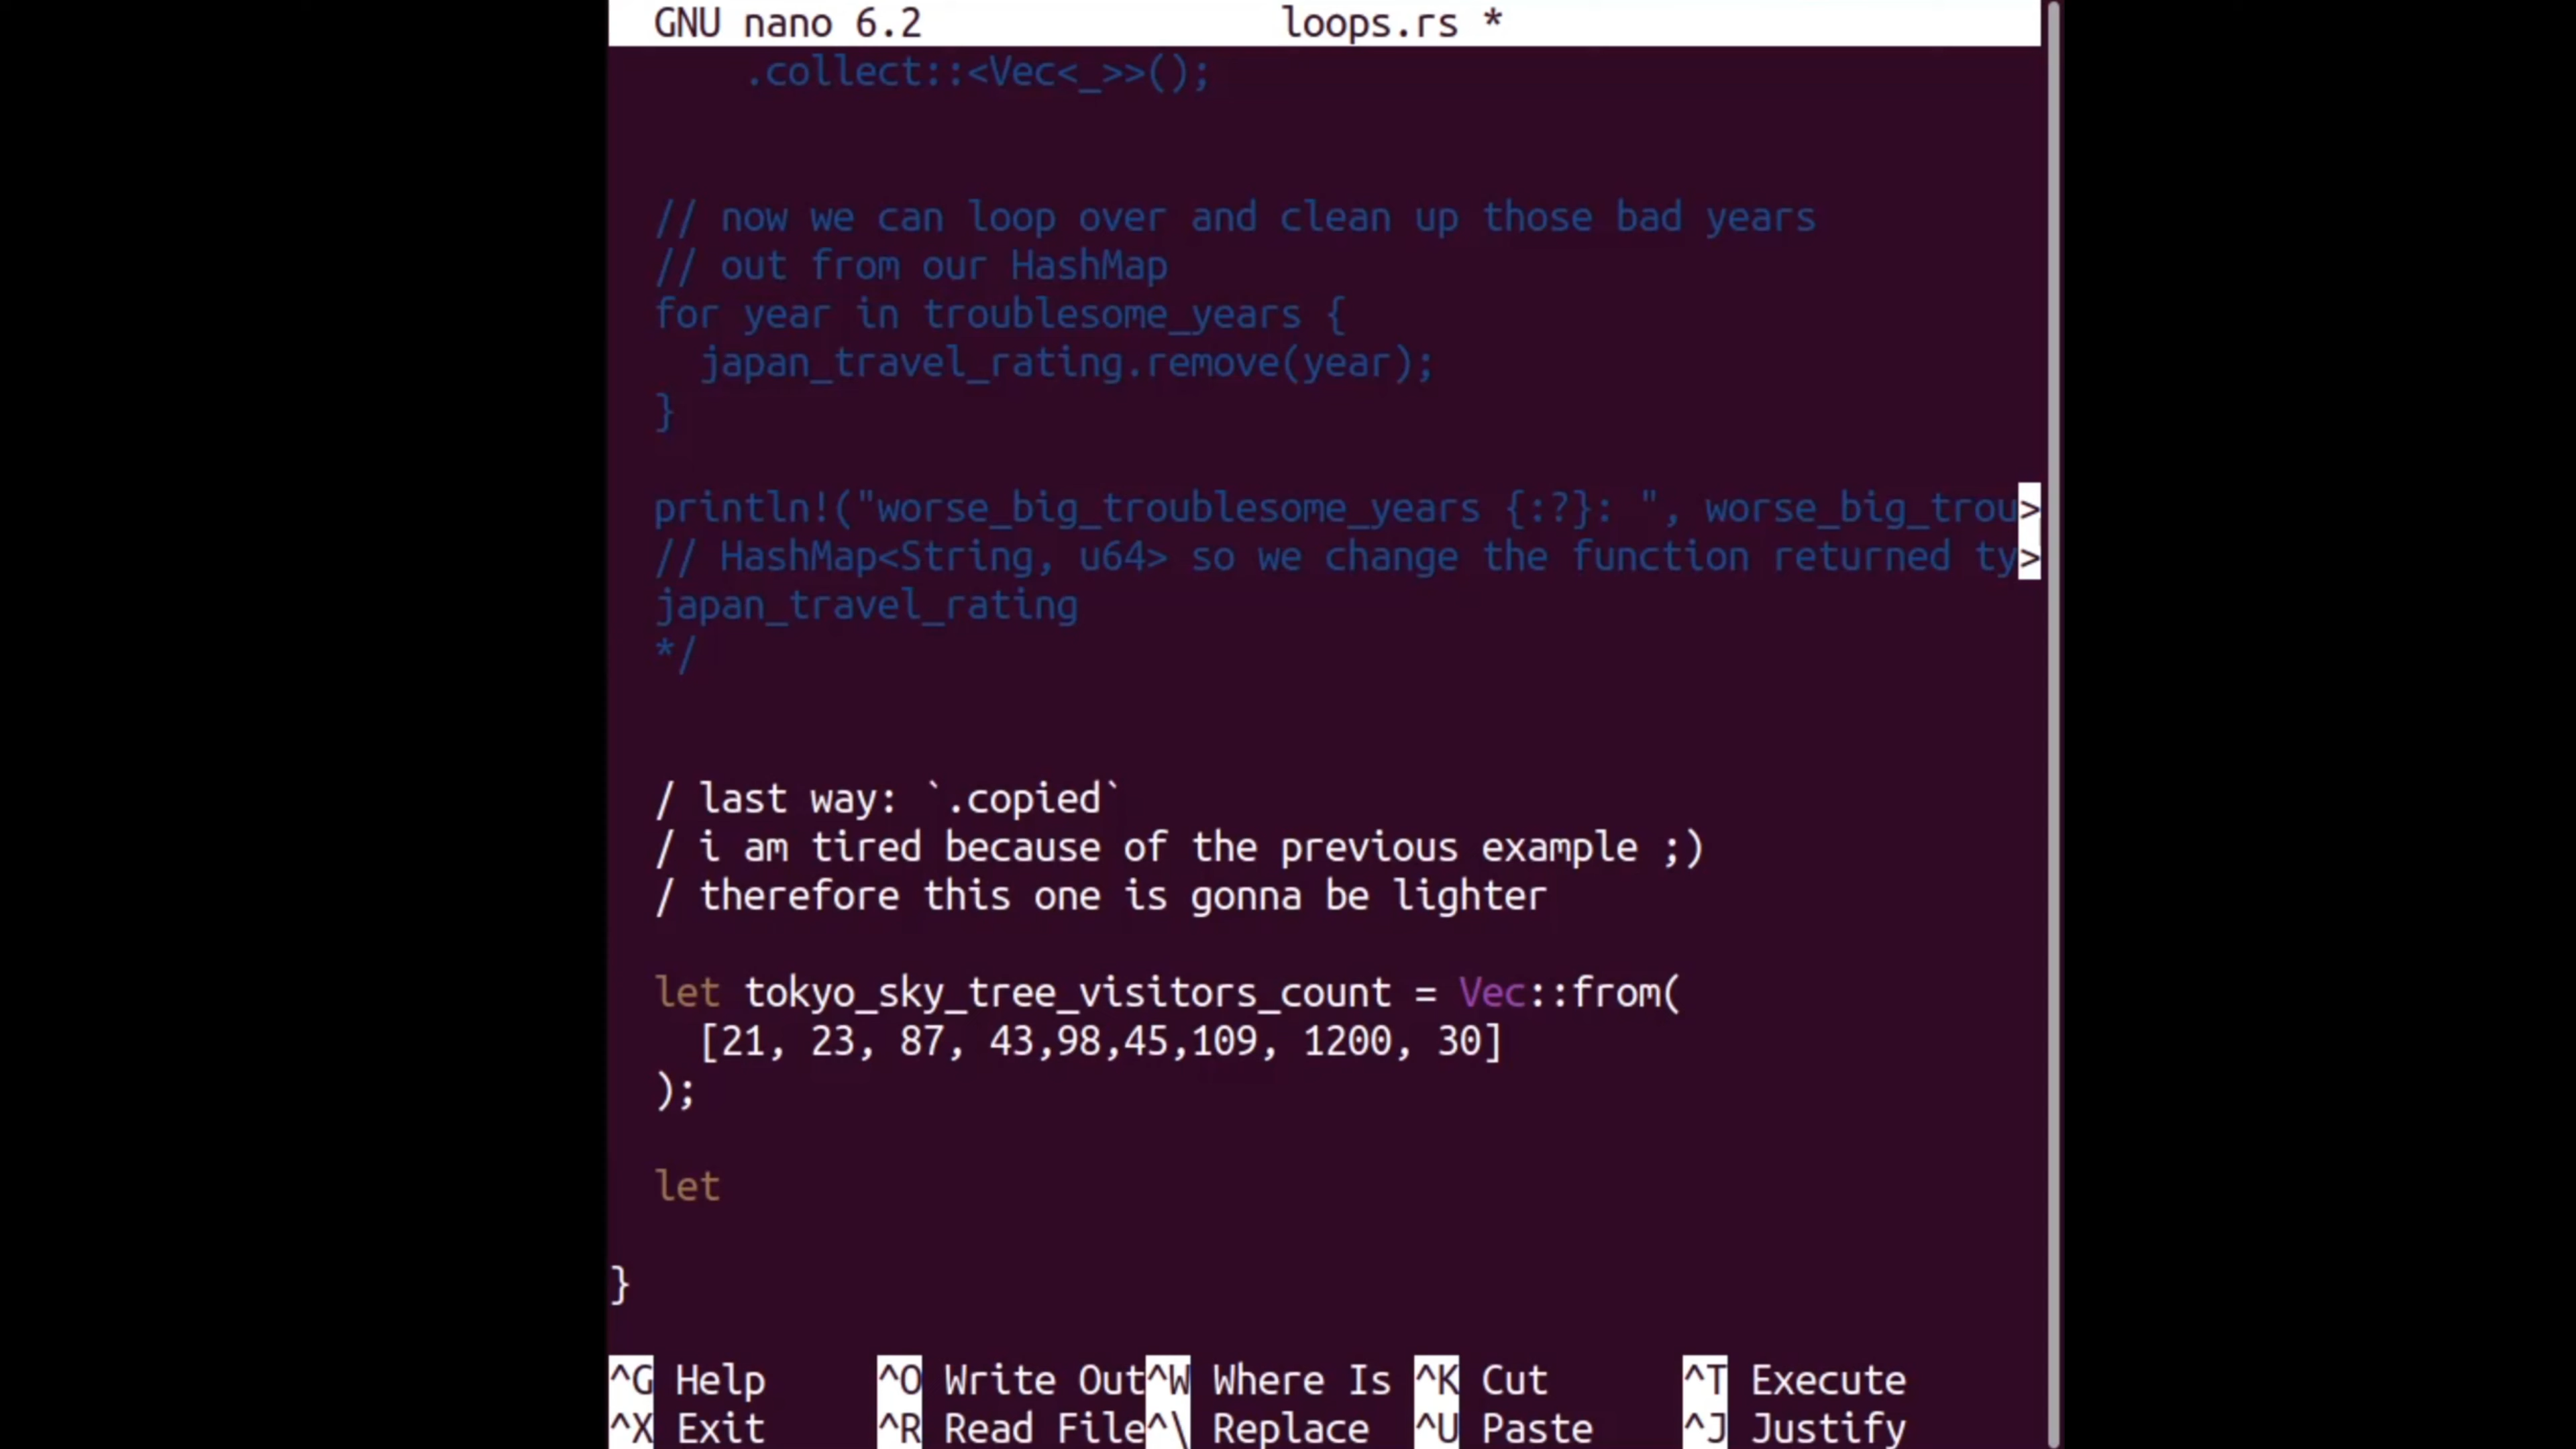 GNU nano 6.2 loops.rs *
.collect::<Vec<_>>();
// now we can loop over and clean up those bad years
// out from our HashMap
for year in troublesome_years {
japan_travel_rating.remove(year);
}
println!("worse_big_troublesome_years {:?}: ", worse_big_trou>
// HashMap<String, u64> so we change the function returned ty>
japan_travel_rating
*/
/ last way: `.copied`
/ i am tired because of the previous example ;)
/ therefore this one is gonna be lighter
let tokyo_sky_tree_visitors_count = Vec::from(
[21, 23, 87, 43,98,45,109, 1200, 30]
);
let
}
^G Help ^O Write Out ^W Where Is ^K Cut ^T Execute
^X Exit ^R Read File ^\ Replace ^U Paste ^J Justify